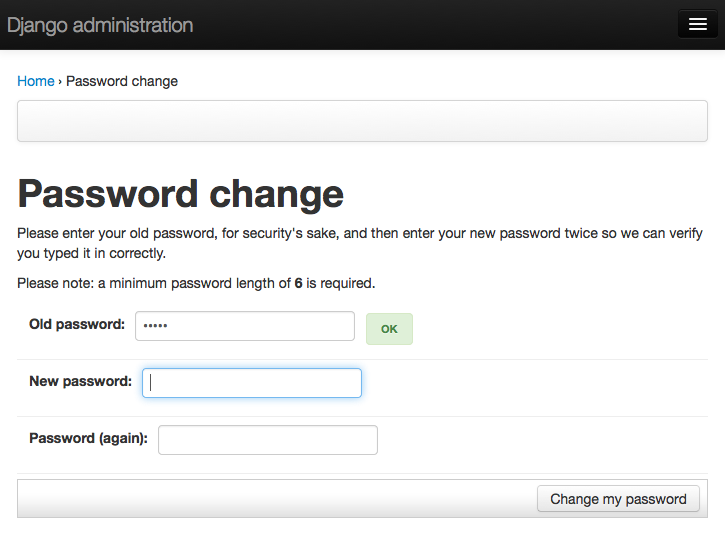 Django administration
Home › Password change
Password change
Please enter your old password, for security's sake, and then enter your new password twice so we can verify
you typed it in correctly.
Please note: a minimum password length of 6 is required.
Old password: ••••• OK
New password:
Password (again):
Change my password